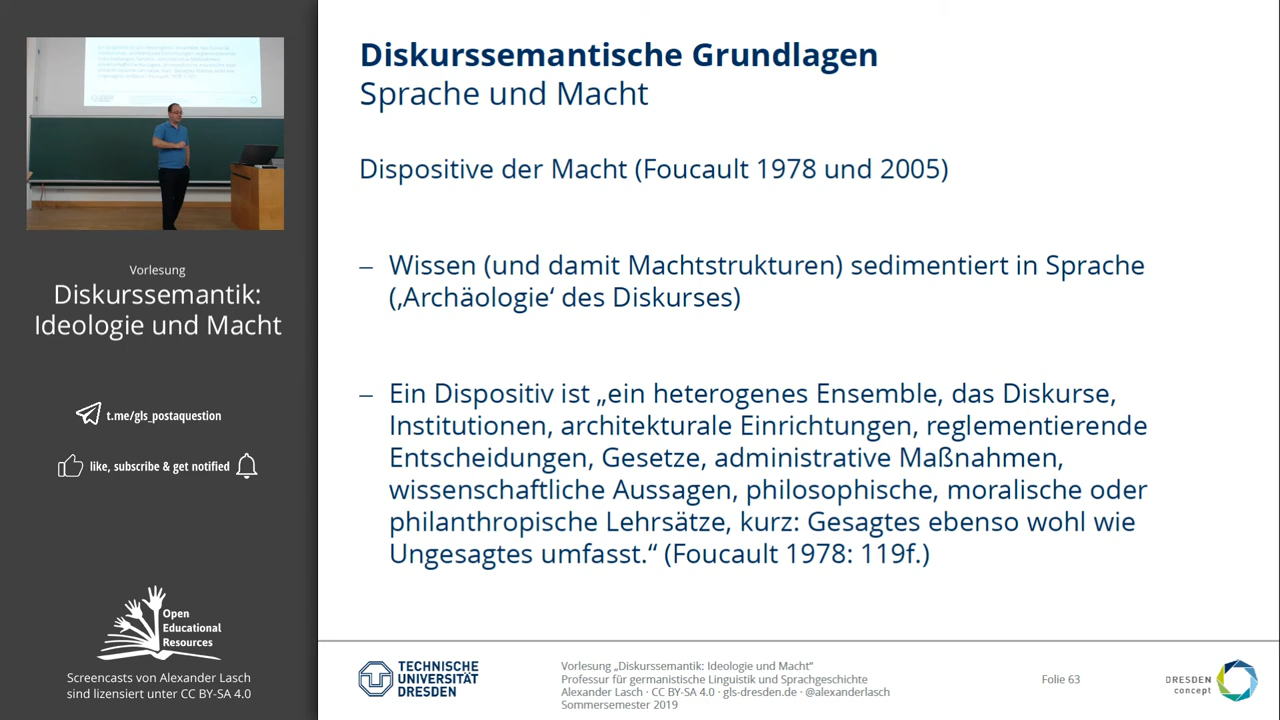 Diskurssemantische Grundlagen
Sprache und Macht
Dispositive der Macht (Foucault 1978 und 2005)
– Wissen (und damit Machtstrukturen) sedimentiert in Sprache
(‚Archäologie‘ des Diskurses)
– Ein Dispositiv ist „ein heterogenes Ensemble, das Diskurse,
Institutionen, architekturale Einrichtungen, reglementierende
Entscheidungen, Gesetze, administrative Maßnahmen,
wissenschaftliche Aussagen, philosophische, moralische oder
philanthropische Lehrsätze, kurz: Gesagtes ebenso wohl wie
Ungesagtes umfasst.“ (Foucault 1978: 119f.)
Vorlesung
Diskurssemantik:
Ideologie und Macht
t.me/gls_postaquestion
like, subscribe & get notified
Open
Educational
Resources
Screencasts von Alexander Lasch
sind lizensiert unter CC BY-SA 4.0
TECHNISCHE
UNIVERSITÄT
DRESDEN
Vorlesung „Diskurssemantik: Ideologie und Macht“
Professur für germanistische Linguistik und Sprachgeschichte
Alexander Lasch · CC BY-SA 4.0 · gls-dresden.de · @alexanderlasch
Sommersemester 2019
Folie 63
DRESDEN
concept